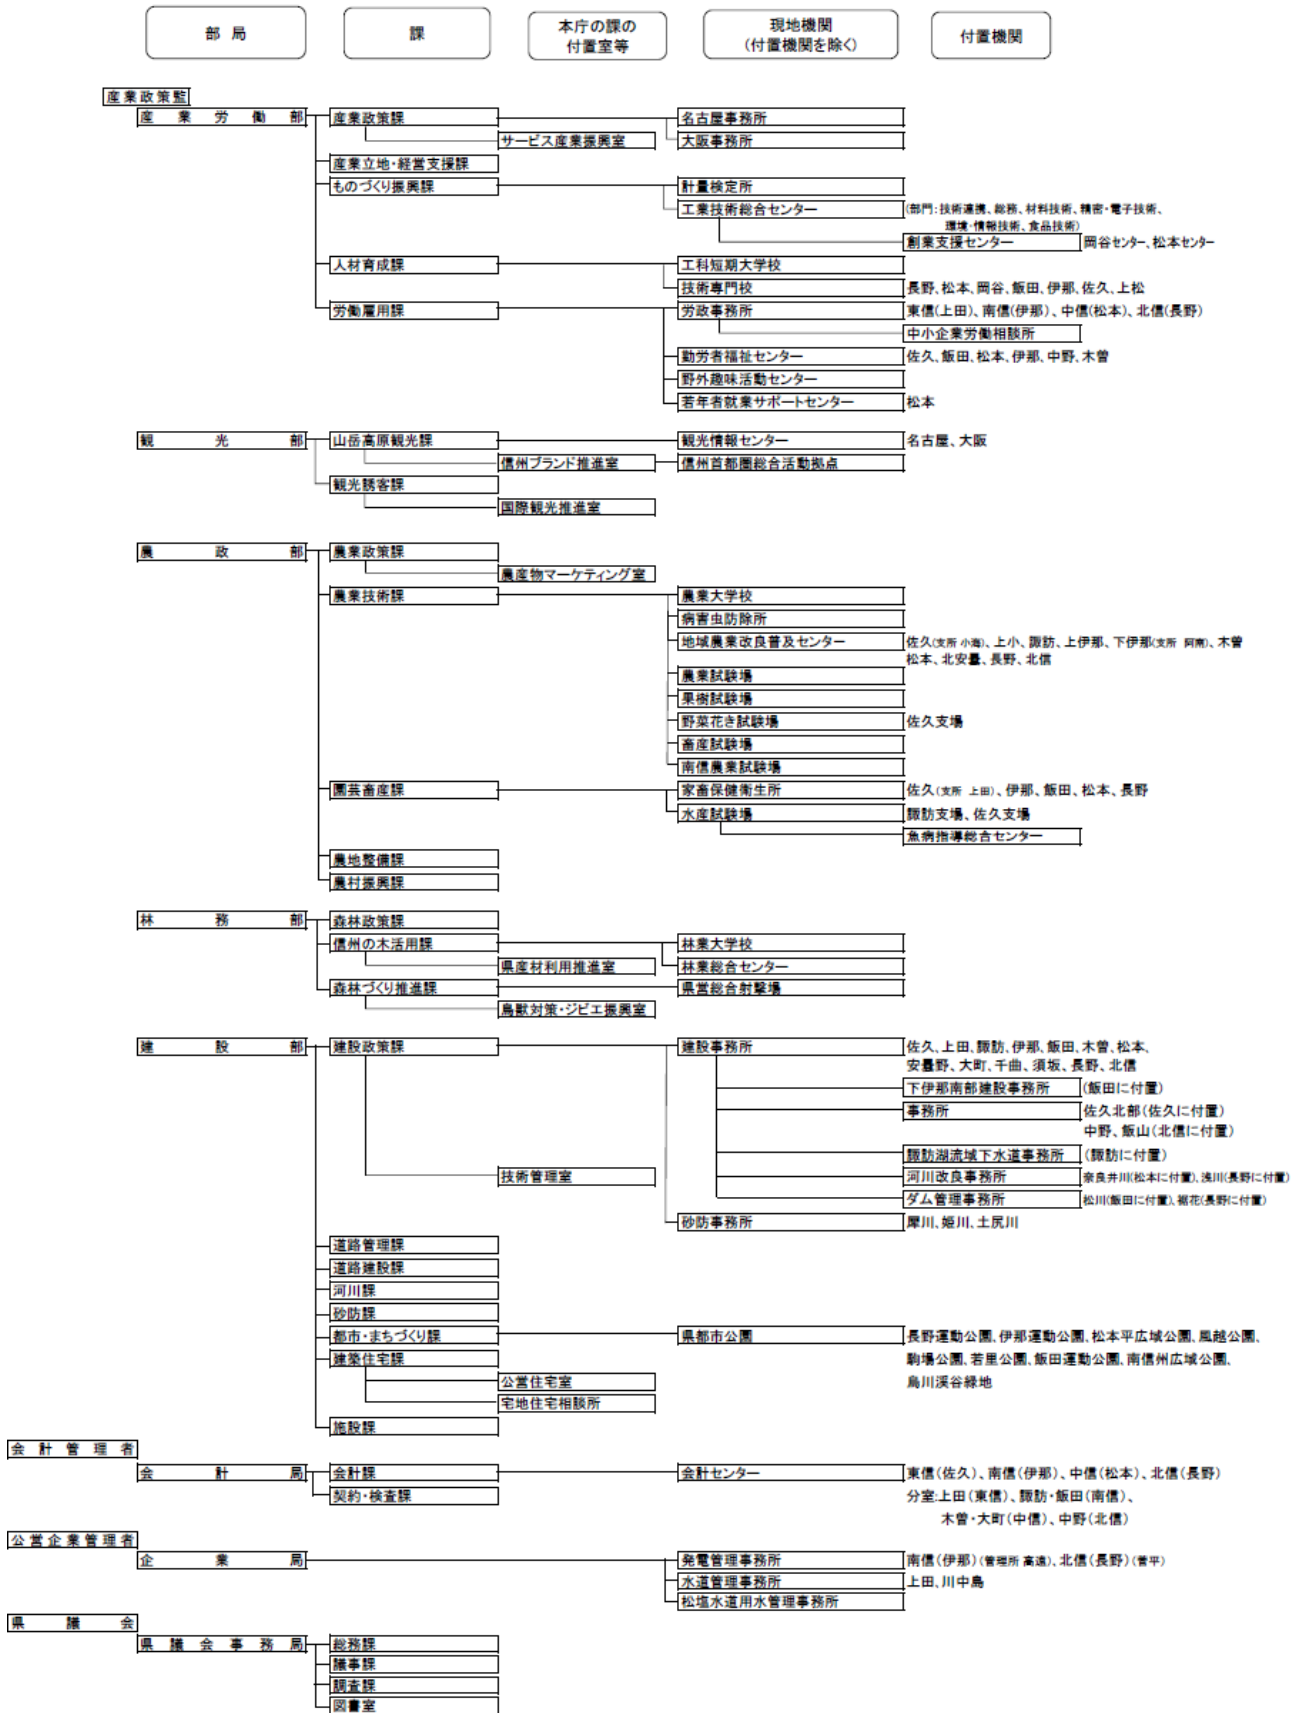 部 局
課
本庁の課の
付置室等
現地機関
(付置機関を除く)
付置機関
産業政策監
産業労働部
産業政策課
名古屋事務所
サービス産業振興室
大阪事務所
産業立地・経営支援課
ものづくり振興課
計量検定所
工業技術総合センター
(部門:技術連携、総務、材料技術、精密・電子技術、
環境・情報技術、食品技術)
創業支援センター
岡谷センター、松本センター
人材育成課
工科短期大学校
技術専門校
長野、松本、岡谷、飯田、伊那、佐久、上松
労働雇用課
労政事務所
東信(上田)、南信(伊那)、中信(松本)、北信(長野)
中小企業労働相談所
勤労者福祉センター
佐久、飯田、松本、伊那、中野、木曽
野外趣味活動センター
若年者就業サポートセンター
松本
観光部
山岳高原観光課
観光情報センター
名古屋、大阪
信州ブランド推進室
信州首都圏総合活動拠点
観光誘客課
国際観光推進室
農政部
農業政策課
農産物マーケティング室
農業技術課
農業大学校
病害虫防除所
地域農業改良普及センター
佐久(支所 小海)、上小、諏訪、上伊那、下伊那(支所 阿南)、木曽
松本、北安曇、長野、北信
農業試験場
果樹試験場
野菜花き試験場
佐久支場
畜産試験場
南信農業試験場
園芸畜産課
家畜保健衛生所
佐久(支所 上田)、伊那、飯田、松本、長野
水産試験場
諏訪支場、佐久支場
魚病指導総合センター
農地整備課
農村振興課
林務部
森林政策課
信州の木活用課
林業大学校
県産材利用推進室
林業総合センター
森林づくり推進課
県営総合射撃場
鳥獣対策・ジビエ振興室
建設部
建設政策課
建設事務所
佐久、上田、諏訪、伊那、飯田、木曽、松本、
安曇野、大町、千曲、須坂、長野、北信
下伊那南部建設事務所
(飯田に付置)
事務所
佐久北部(佐久に付置)
中野、飯山(北信に付置)
諏訪湖流域下水道事務所
(諏訪に付置)
技術管理室
河川改良事務所
奈良井川(松本に付置)、浅川(長野に付置)
ダム管理事務所
松川(飯田に付置)、裾花(長野に付置)
砂防事務所
犀川、姫川、土尻川
道路管理課
道路建設課
河川課
砂防課
都市・まちづくり課
県都市公園
長野運動公園、伊那運動公園、松本平広域公園、風越公園、
駒場公園、若里公園、飯田運動公園、南信州広域公園、
烏川渓谷緑地
建築住宅課
公営住宅室
宅地住宅相談所
施設課
会計管理者
会計局
会計課
会計センター
東信(佐久)、南信(伊那)、中信(松本)、北信(長野)
契約・検査課
分室:上田(東信)、諏訪・飯田(南信)、
木曽・大町(中信)、中野(北信)
公営企業管理者
企業局
発電管理事務所
南信(伊那)(管理所 高遠)、北信(長野)(菅平)
水道管理事務所
上田、川中島
松塩水道用水管理事務所
県議会
県議会事務局
総務課
議事課
調査課
図書室